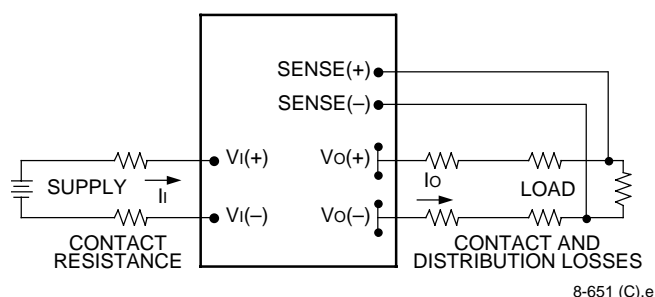 SENSE(+)
SENSE(–)
VI(+) VO(+)
SUPPLY II IO LOAD
VI(–) VO(–)
CONTACT RESISTANCE
CONTACT AND DISTRIBUTION LOSSES
8-651 (C).e